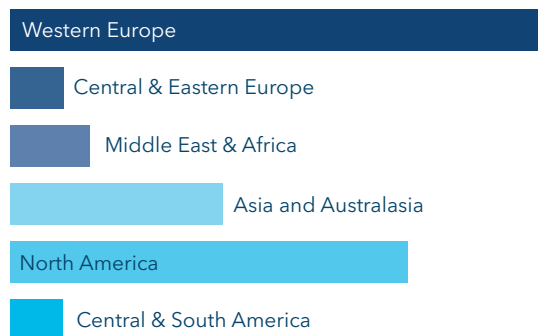 Western Europe
Central & Eastern Europe
Middle East & Africa
Asia and Australasia
North America
Central & South America